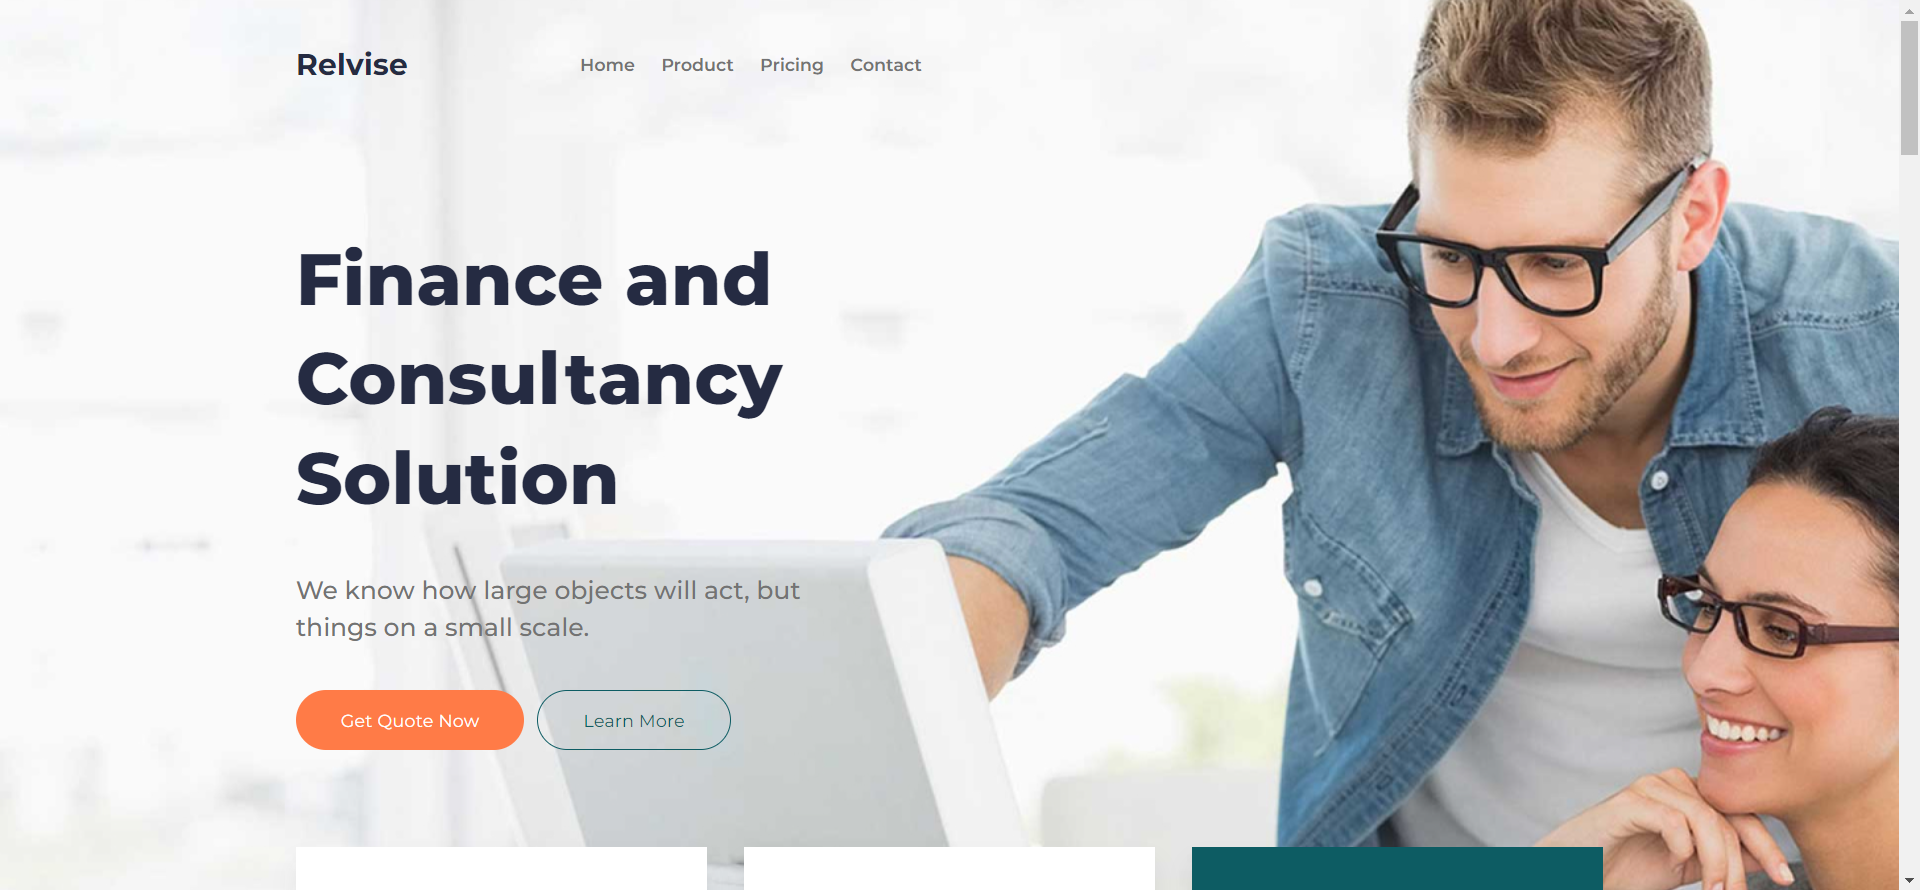 Relvise
Home Product Pricing Contact
Finance and
Consultancy
Solution
We know how large objects will act, but
things on a small scale.
Get Quote Now Learn More